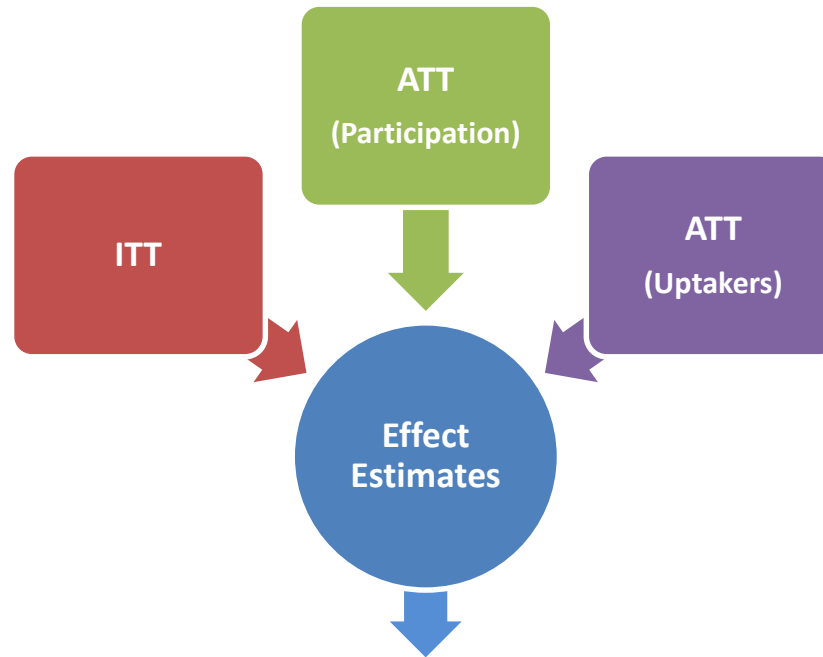 ITT
ATT
(Participation)
ATT
(Uptakers)
Effect
Estimates